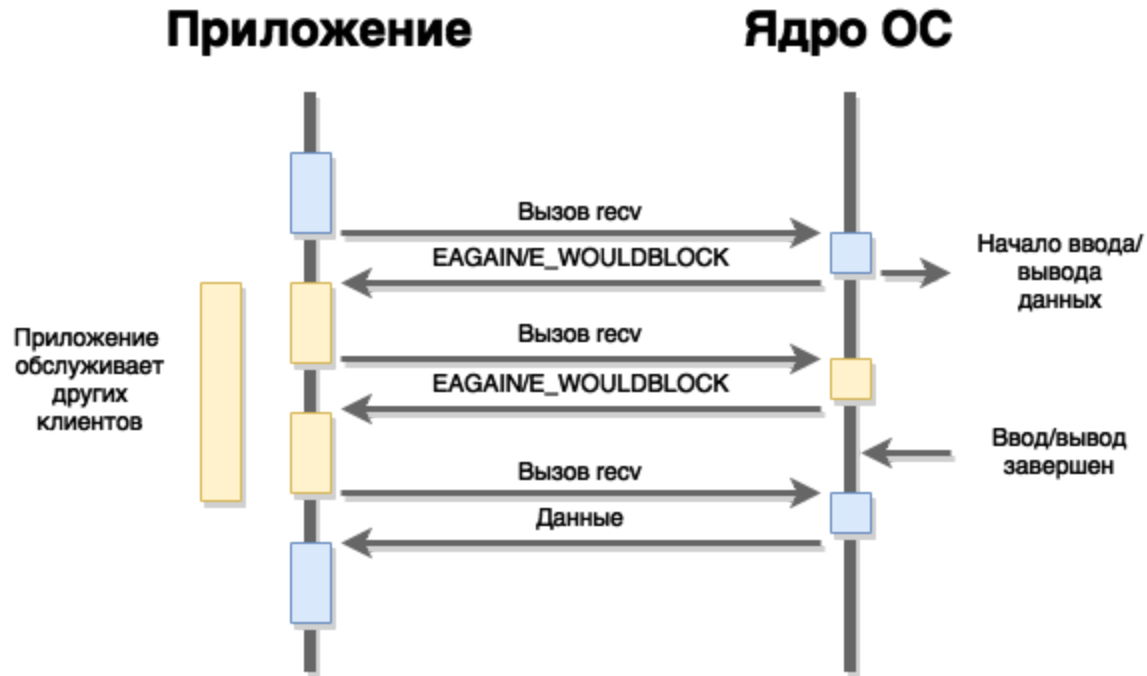 Приложение
Ядро ОС
Вызов recv
EAGAIN/E_WOULDBLOCK
Начало ввода/
вывода
данных
Приложение
обслуживает
других
клиентов
Вызов recv
EAGAIN/E_WOULDBLOCK
Ввод/вывод
завершен
Вызов recv
Данные